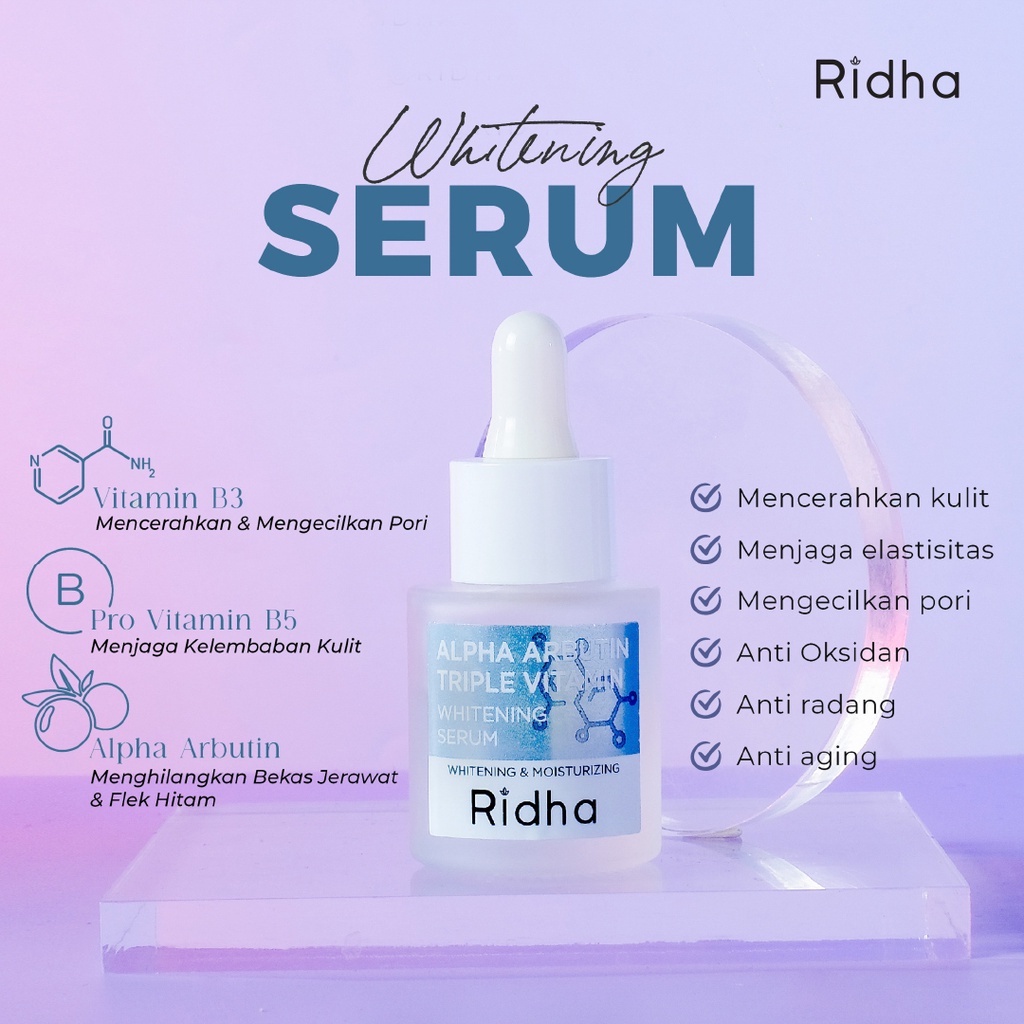 Ridha
Whitening
SERUM
N
O
NH2
Vitamin B3
Mencerahkan & Mengecilkan Pori
B
Pro Vitamin B5
Menjaga Kelembaban Kulit
Alpha Arbutin
Menghilangkan Bekas Jerawat
& Flek Hitam
ALPHA ARBUTIN
TRIPLE VITAMIN
WHITENING
SERUM
WHITENING & MOISTURIZING
Ridha
Mencerahkan kulit
Menjaga elastisitas
Mengecilkan pori
Anti Oksidan
Anti radang
Anti aging